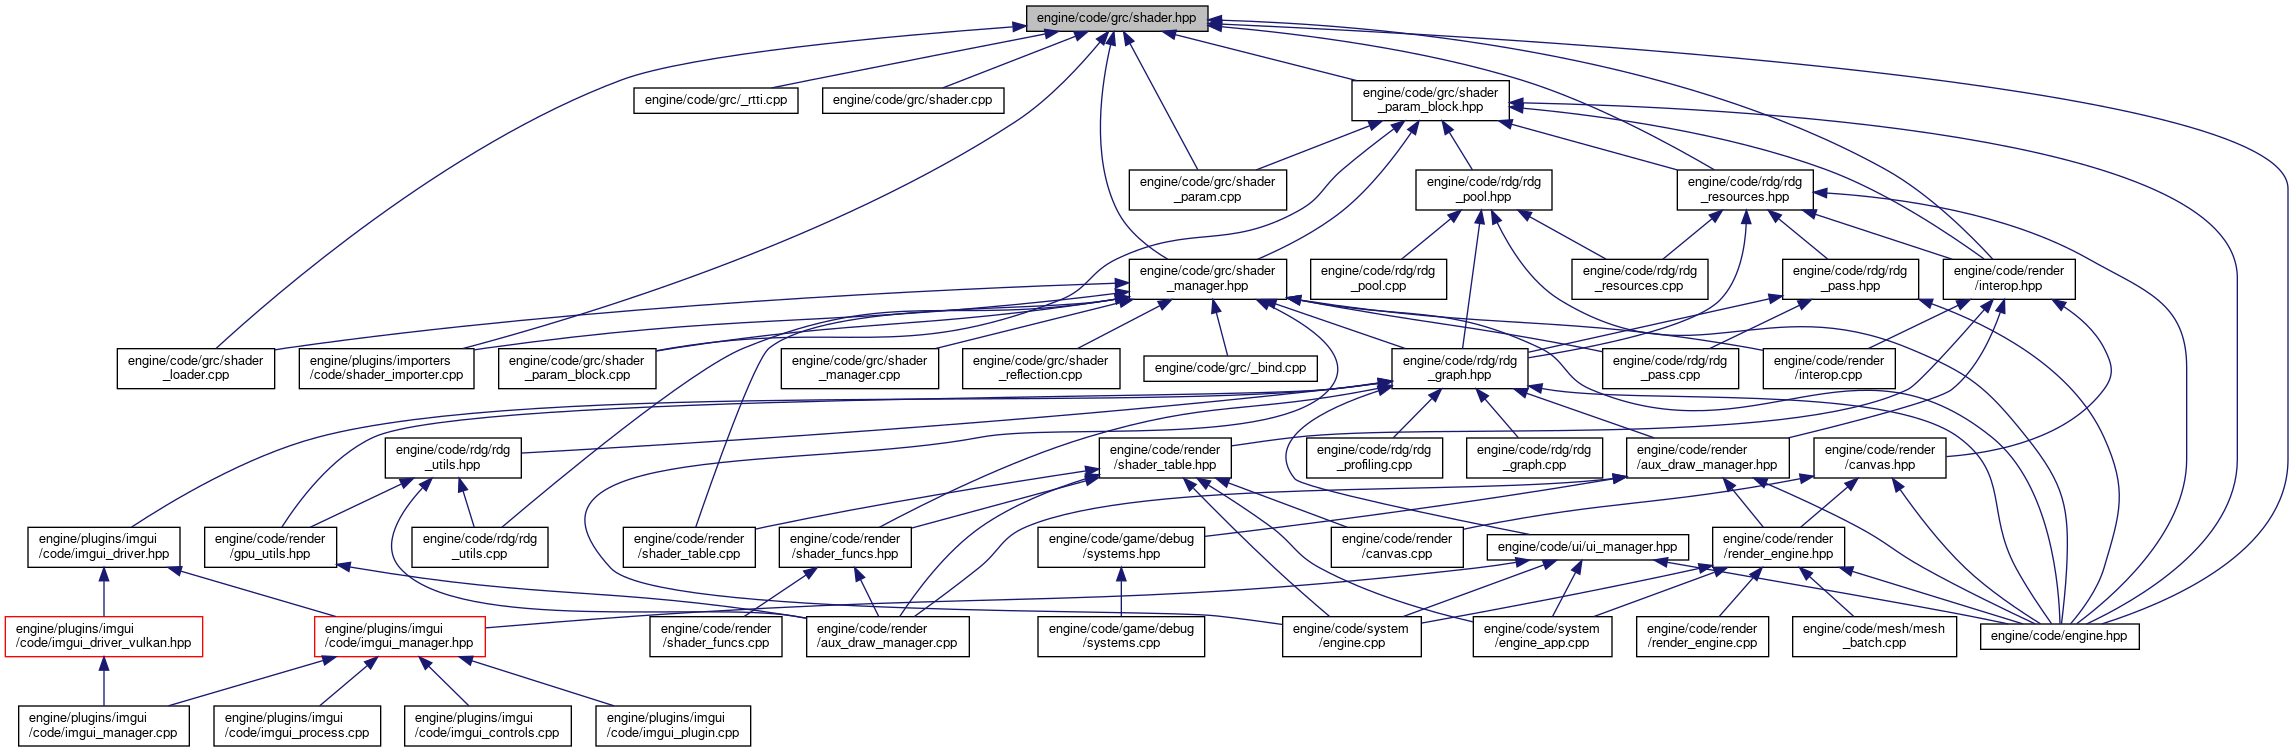 engine/code/grc/shader.hpp
engine/code/grc/_rtti.cpp
engine/code/grc/shader.cpp
engine/code/grc/shader
_param_block.hpp
engine/code/grc/shader
_param.cpp
engine/code/rdg/rdg
_pool.hpp
engine/code/rdg/rdg
_resources.hpp
engine/code/grc/shader
_manager.hpp
engine/code/rdg/rdg
_pool.cpp
engine/code/rdg/rdg
_resources.cpp
engine/code/rdg/rdg
_pass.hpp
engine/code/render
/interop.hpp
engine/code/grc/shader
_loader.cpp
engine/plugins/importers
/code/shader_importer.cpp
engine/code/grc/shader
_param_block.cpp
engine/code/grc/shader
_manager.cpp
engine/code/grc/shader
_reflection.cpp
engine/code/grc/_bind.cpp
engine/code/rdg/rdg
_graph.hpp
engine/code/rdg/rdg
_pass.cpp
engine/code/render
/interop.cpp
engine/code/rdg/rdg
_utils.hpp
engine/code/render
/shader_table.hpp
engine/code/rdg/rdg
_profiling.cpp
engine/code/rdg/rdg
_graph.cpp
engine/code/render
/aux_draw_manager.hpp
engine/code/render
/canvas.hpp
engine/plugins/imgui
/code/imgui_driver.hpp
engine/code/render
/gpu_utils.hpp
engine/code/rdg/rdg
_utils.cpp
engine/code/render
/shader_table.cpp
engine/code/render
/shader_funcs.hpp
engine/code/game/debug
/systems.hpp
engine/code/render
/canvas.cpp
engine/code/ui/ui_manager.hpp
engine/code/render
/render_engine.hpp
engine/plugins/imgui
/code/imgui_driver_vulkan.hpp
engine/plugins/imgui
/code/imgui_manager.hpp
engine/code/render
/shader_funcs.cpp
engine/code/render
/aux_draw_manager.cpp
engine/code/game/debug
/systems.cpp
engine/code/system
/engine.cpp
engine/code/system
/engine_app.cpp
engine/code/render
/render_engine.cpp
engine/code/mesh/mesh
_batch.cpp
engine/code/engine.hpp
engine/plugins/imgui
/code/imgui_manager.cpp
engine/plugins/imgui
/code/imgui_process.cpp
engine/plugins/imgui
/code/imgui_controls.cpp
engine/plugins/imgui
/code/imgui_plugin.cpp